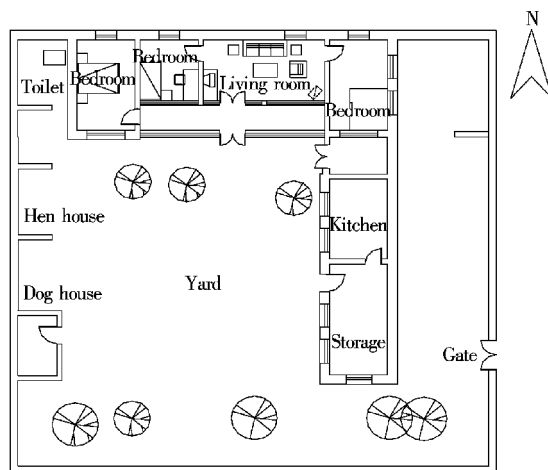 N
Toilet
Bedroom
Bedroom
Living room
Bedroom
Hen house
Kitchen
Dog house
Yard
Storage
Gate